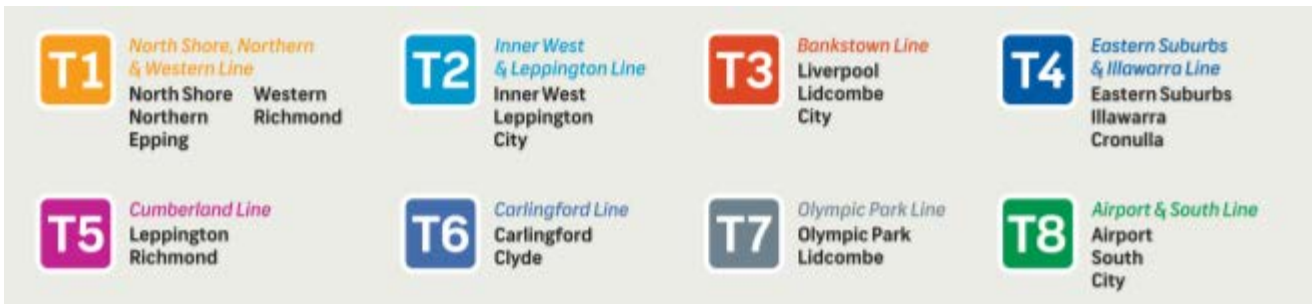 T1
North Shore, Northern
& Western Line
North Shore Western
Northern Richmond
Epping
T2
Inner West
& Leppington Line
Inner West
Leppington
City
T3
Bankstown Line
Liverpool
Lidcombe
City
T4
Eastern Suburbs
& Illawarra Line
Eastern Suburbs
Illawarra
Cronulla
T5
Cumberland Line
Leppington
Richmond
T6
Carlingford Line
Carlingford
Clyde
T7
Olympic Park Line
Olympic Park
Lidcombe
T8
Airport & South Line
Airport
South
City